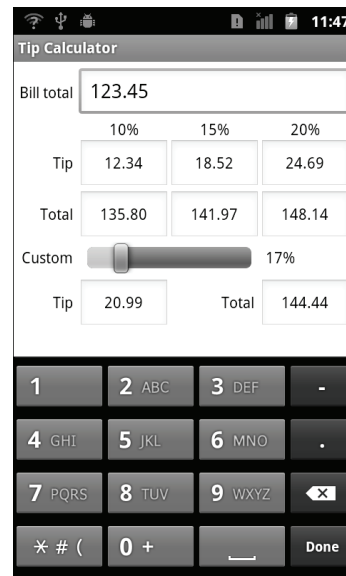 11:47
Tip Calculator
Bill total 123.45
10% 15% 20%
Tip 12.34 18.52 24.69
Total 135.80 141.97 148.14
Custom 17%
Tip 20.99 Total 144.44
1 2 ABC 3 DEF -
4 GHI 5 JKL 6 MNO .
7 PQRS 8 TUV 9 WXYZ
* # ( 0 + Done